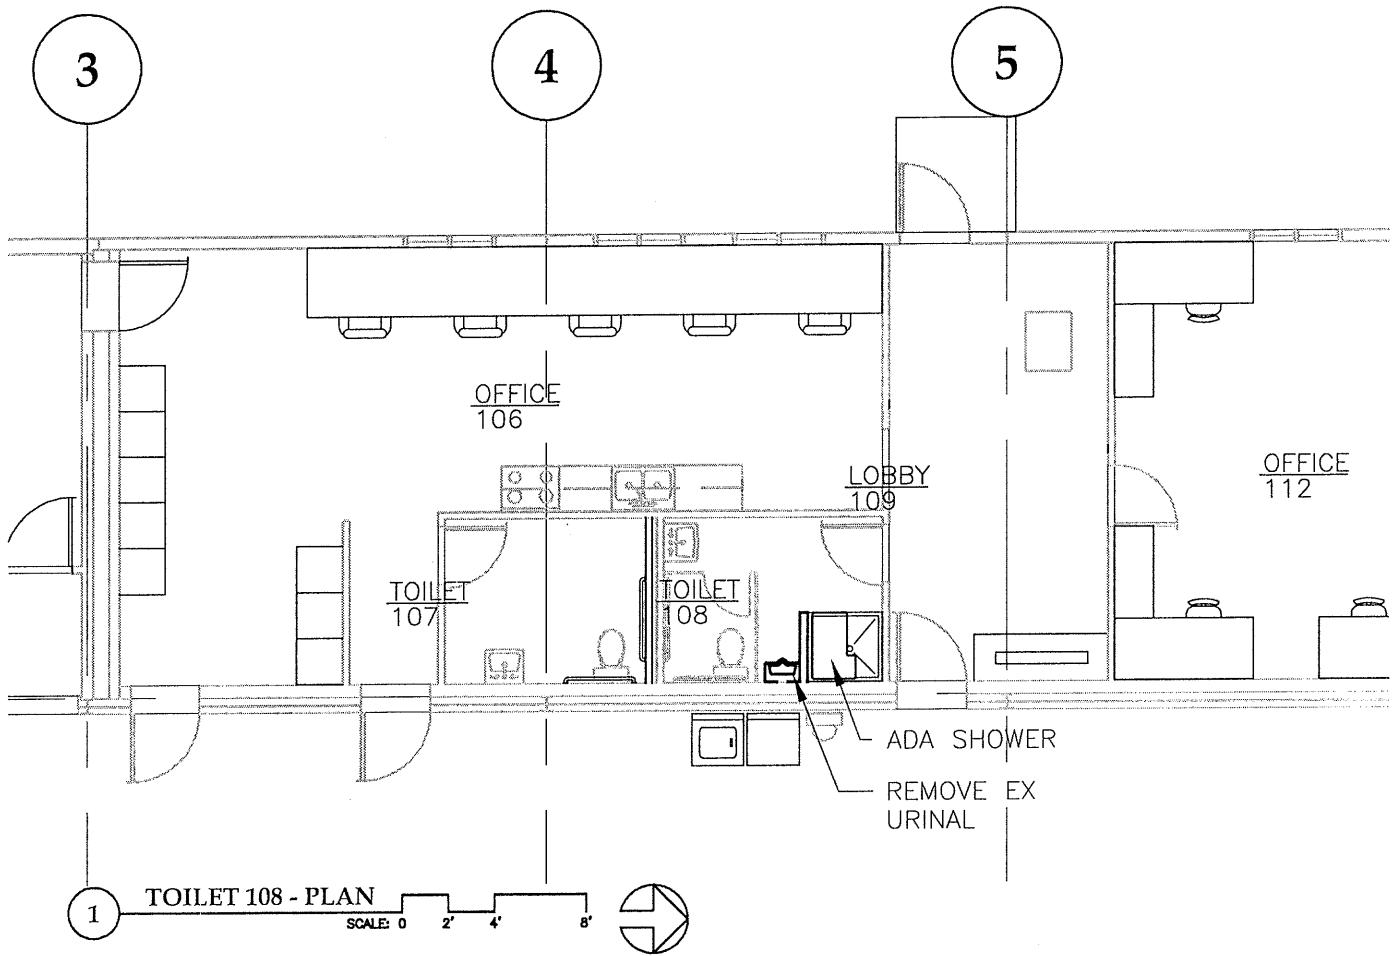 3
4
5
OFFICE
106
LOBBY
109
OFFICE
112
TOILET
107
TOILET
108
ADA SHOWER
REMOVE EX
URINAL
1
TOILET 108 - PLAN
SCALE: 0 2' 4' 8'